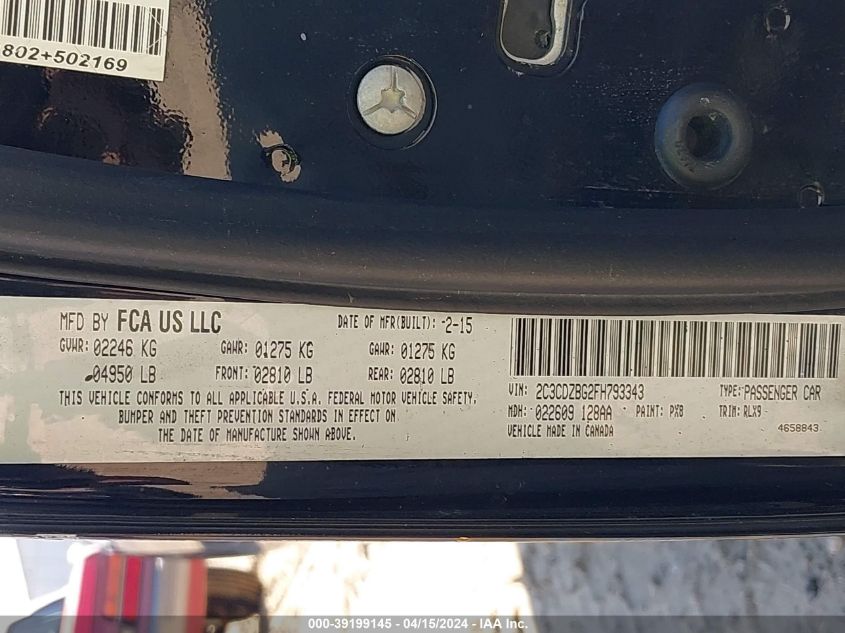 802+502169
MFD BY FCA US LLC
DATE OF MFR(BUILT): -2-15
GVWR: 02246 KG GAWR: 01275 KG GAWR: 01275 KG
04950 LB FRONT: 02810 LB REAR: 02810 LB
THIS VEHICLE CONFORMS TO ALL APPLICABLE U.S.A. FEDERAL MOTOR VEHICLE SAFETY,
BUMPER AND THEFT PREVENTION STANDARDS IN EFFECT ON
THE DATE OF MANUFACTURE SHOWN ABOVE.
VIN: 2C3CDZBG2FH793343 TYPE: PASSENGER CAR
MDH: 022609 128AA PAINT: PX8 TRIM: RLX9
VEHICLE MADE IN CANADA 4658843
000-39199145 - 04/15/2024 - IAA Inc.